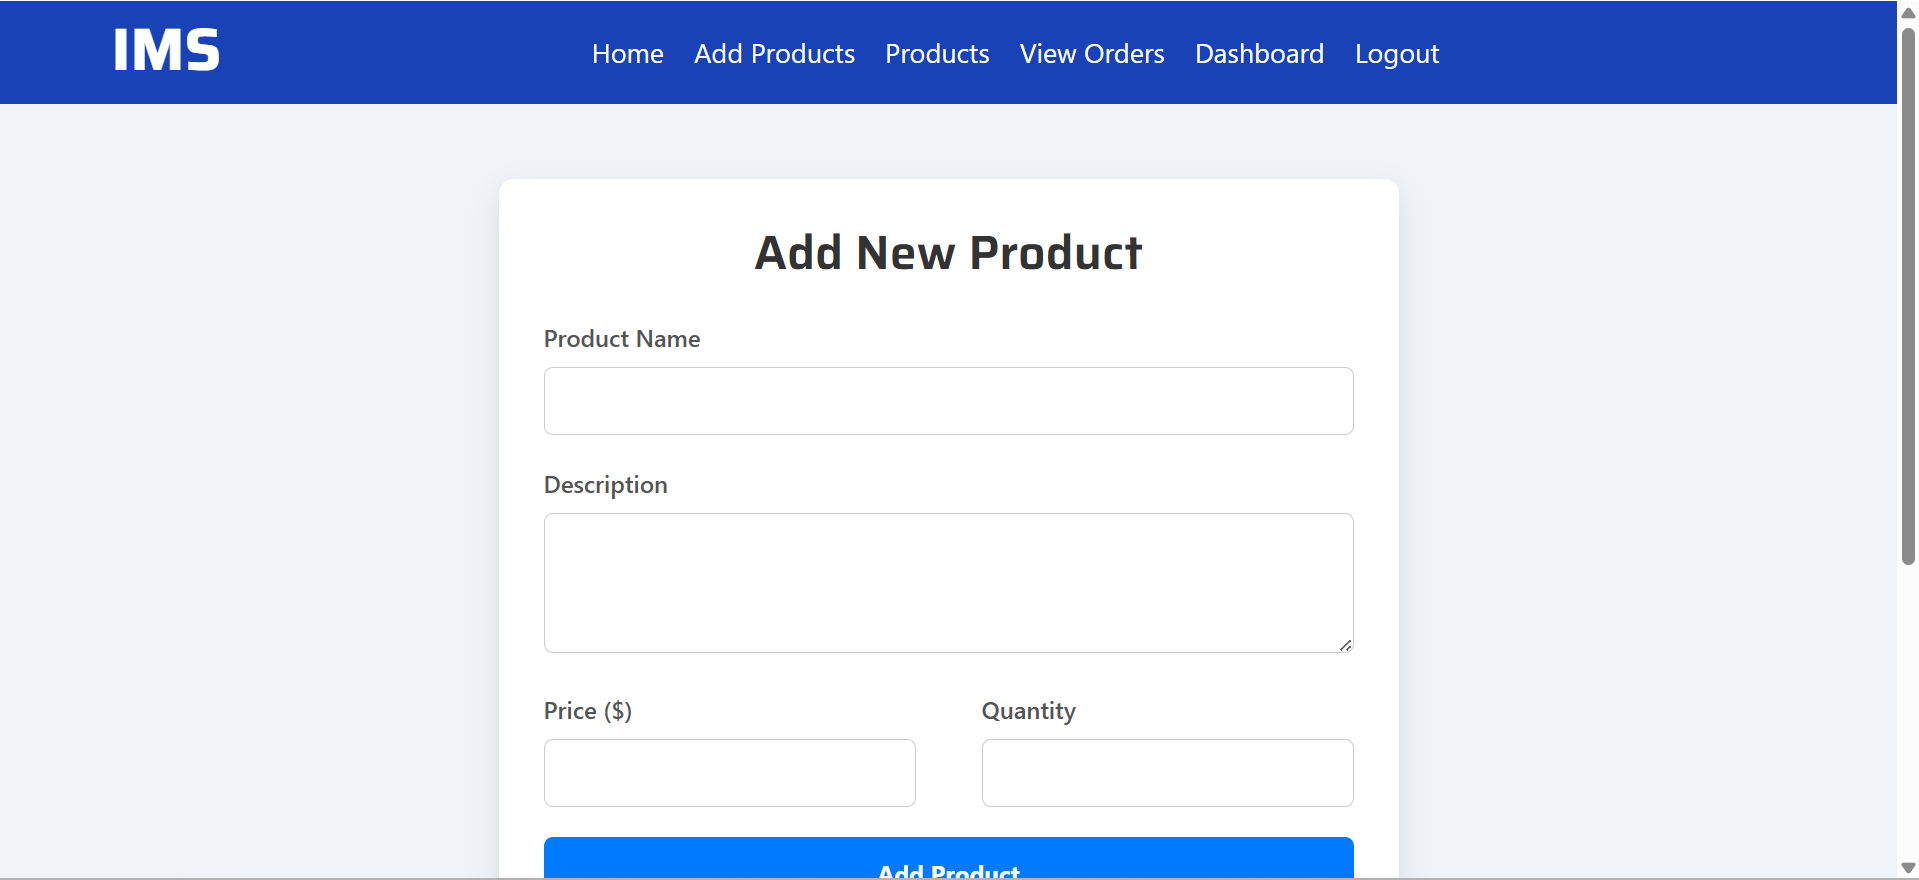 IMS
Home Add Products Products View Orders Dashboard Logout
Add New Product
Product Name
Description
Price ($) Quantity
Add Product